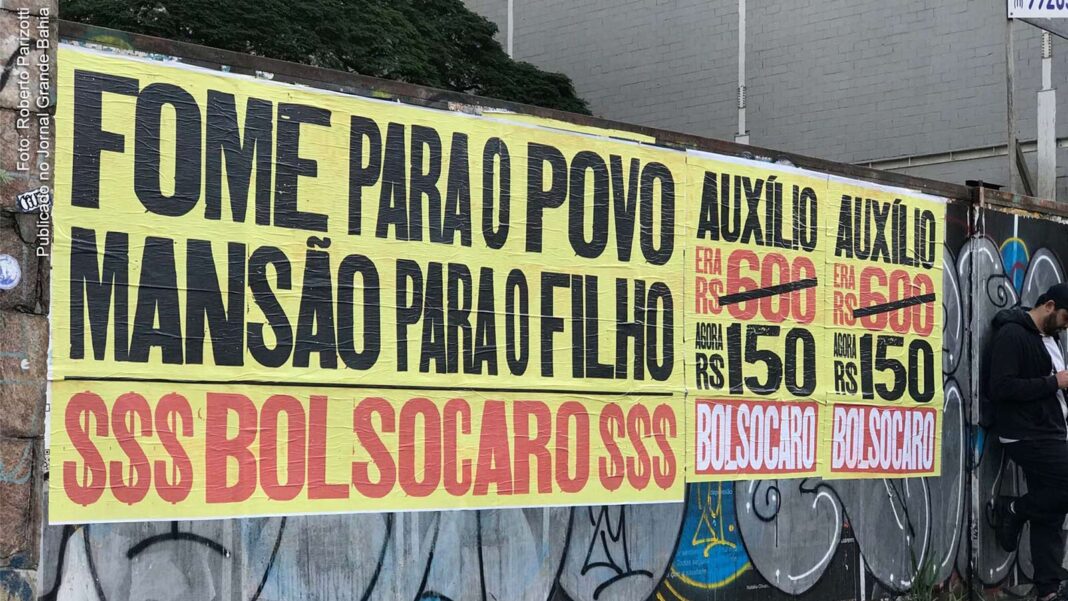 FOME PARA O POVO
MANSÃO PARA O FILHO
$$$ BOLSOCARO $$$
AUXÍLIO
ERA
R$ 600
AGORA
R$ 150
BOLSOCARO
AUXÍLIO
ERA
R$ 600
AGORA
R$ 150
BOLSOCARO
Foto: Roberto Parizotti
Publicado no Jornal Grande Bahia